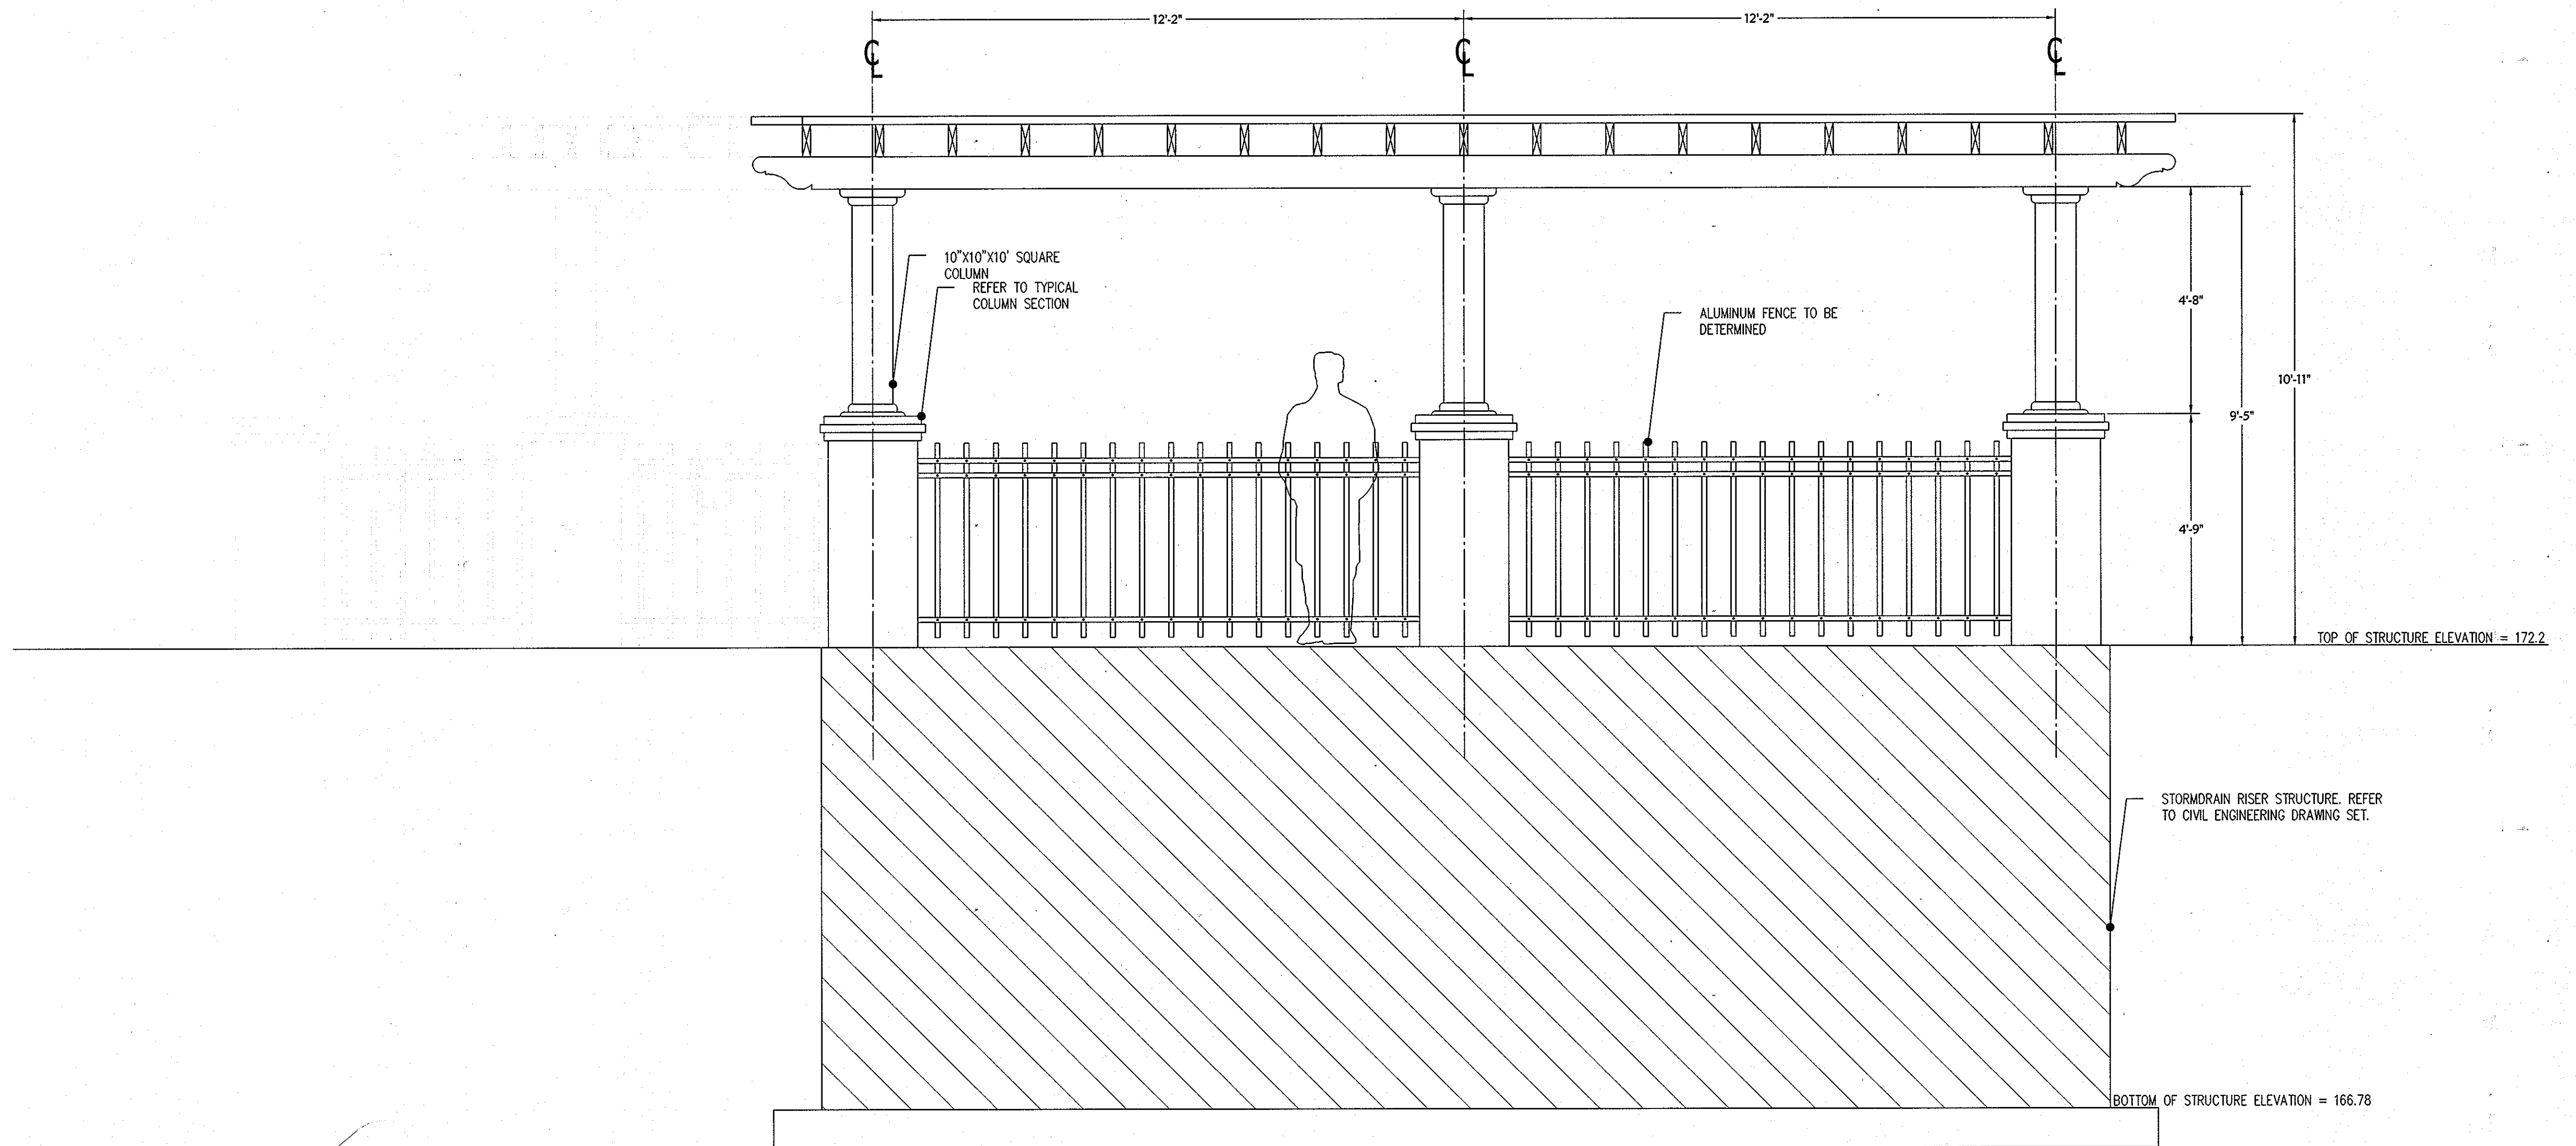 12'-2"
12'-2"
℄
℄
℄
10"X10"X10' SQUARE
COLUMN
REFER TO TYPICAL
COLUMN SECTION
ALUMINUM FENCE TO BE
DETERMINED
4'-8"
10'-11"
9'-5"
4'-9"
TOP OF STRUCTURE ELEVATION = 172.2
STORMDRAIN RISER STRUCTURE. REFER
TO CIVIL ENGINEERING DRAWING SET.
BOTTOM OF STRUCTURE ELEVATION = 166.78